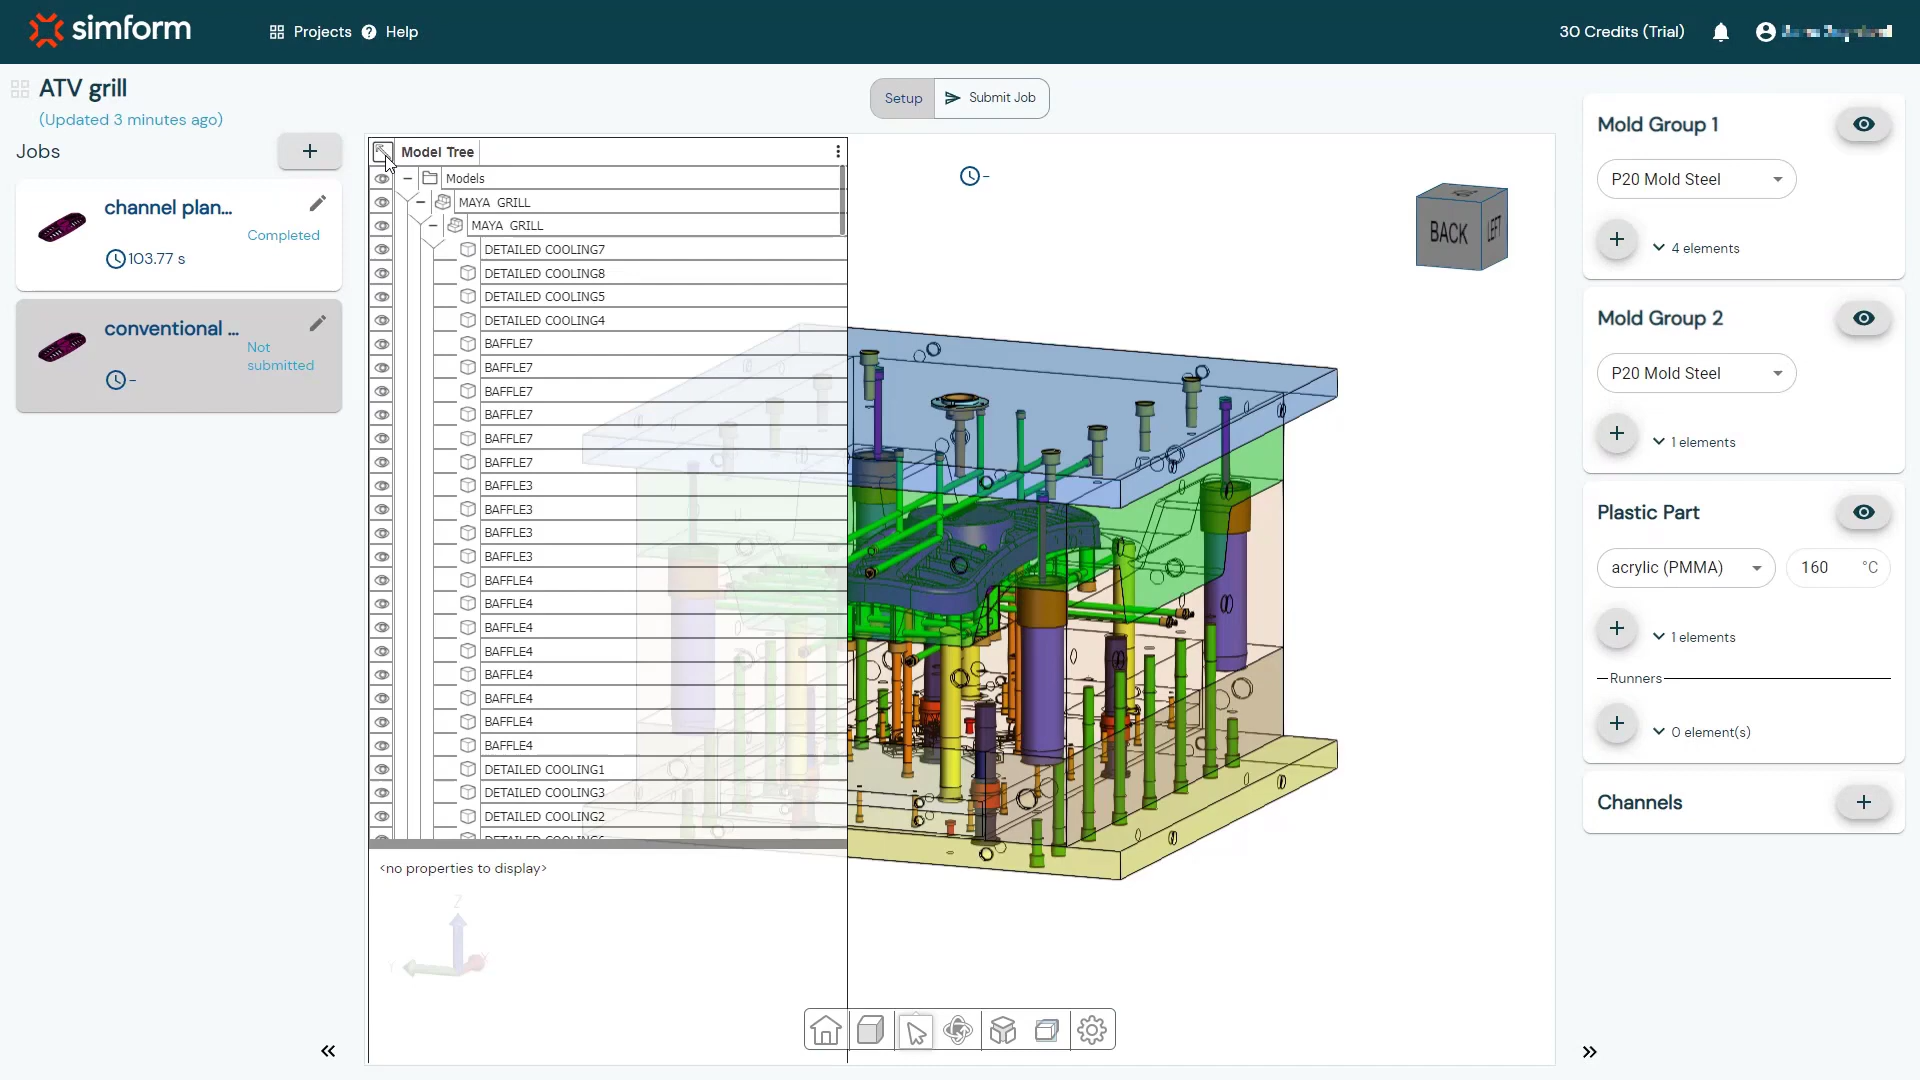 simform
Projects
Help
30 Credits (Trial)
ATV grill
(Updated 3 minutes ago)
Jobs
channel plan...
Completed
103.77 s
conventional ...
Not
submitted
-
Setup
Submit Job
Model Tree
Models
MAYA GRILL
MAYA GRILL
DETAILED COOLING7
DETAILED COOLING8
DETAILED COOLING5
DETAILED COOLING4
BAFFLE7
BAFFLE7
BAFFLE7
BAFFLE7
BAFFLE7
BAFFLE7
BAFFLE3
BAFFLE3
BAFFLE3
BAFFLE3
BAFFLE4
BAFFLE4
BAFFLE4
BAFFLE4
BAFFLE4
BAFFLE4
BAFFLE4
BAFFLE4
DETAILED COOLING1
DETAILED COOLING3
DETAILED COOLING2
<no properties to display>
Z
Y
-
BACK
LEFT
Mold Group 1
P20 Mold Steel
4 elements
Mold Group 2
P20 Mold Steel
1 elements
Plastic Part
acrylic (PMMA)
160 °C
1 elements
Runners
0 element(s)
Channels